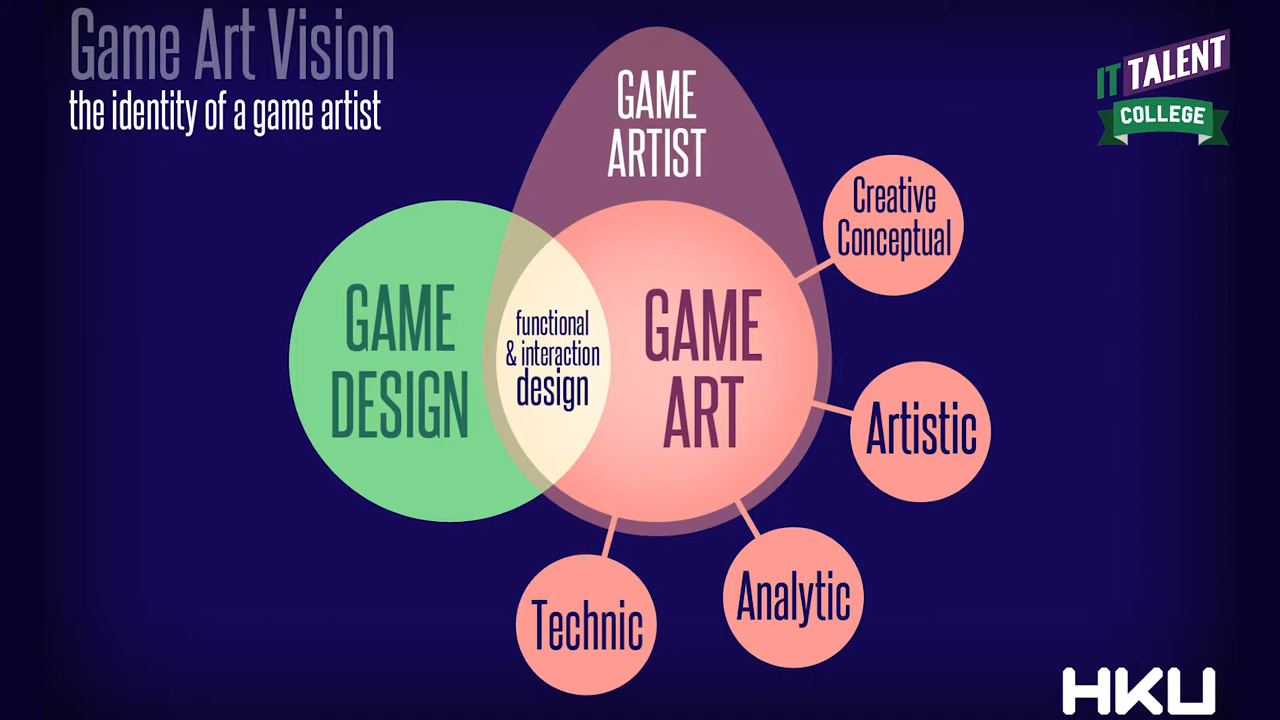 Game Art Vision
the identity of a game artist
IT TALENT
COLLEGE
GAME
ARTIST
Creative
Conceptual
GAME
DESIGN
functional
& interaction
design
GAME
ART
Artistic
Analytic
Technic
HKU